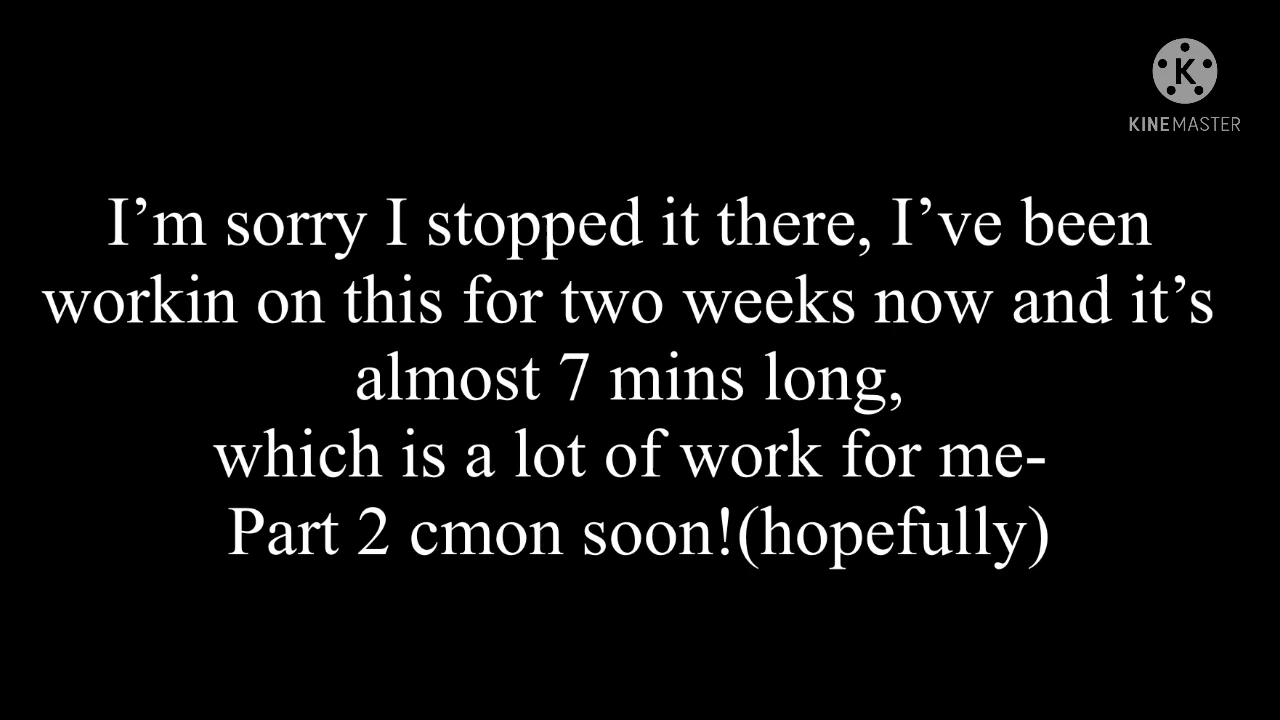 K
KINEMASTER
I’m sorry I stopped it there, I’ve been
workin on this for two weeks now and it’s
almost 7 mins long,
which is a lot of work for me-
Part 2 cmon soon!(hopefully)